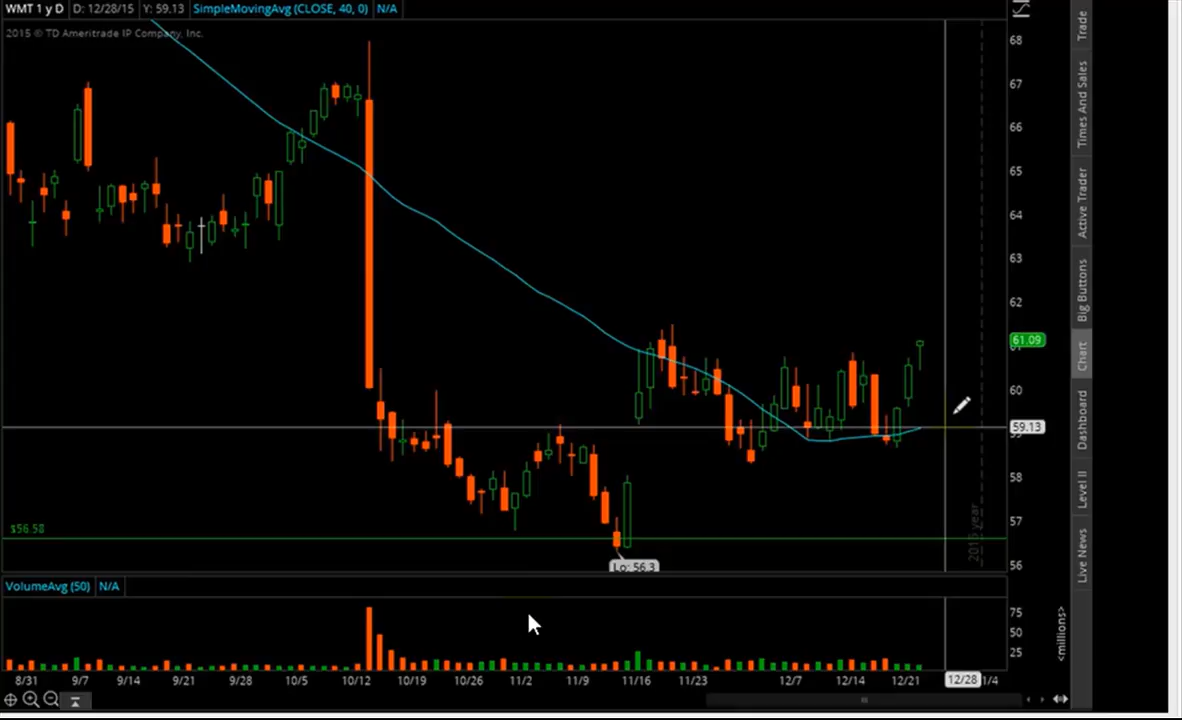 WMT 1 y D D: 12/28/15 Y: 59.13 SimpleMovingAvg (CLOSE, 40, 0) N/A
2015 © TD Ameritrade IP Company, Inc.
68
67
66
65
64
63
62
61.09
60
59.13
58
57
56
$56.58
Lo: 56.3
VolumeAvg (50) N/A
75
50
25
<millions>
8/31 9/7 9/14 9/21 9/28 10/5 10/12 10/19 10/26 11/2 11/9 11/16 11/23 12/7 12/14 12/21 12/28 1/4
Trade
Times And Sales
Active Trader
Big Buttons
Chart
Dashboard
Level II
Live News